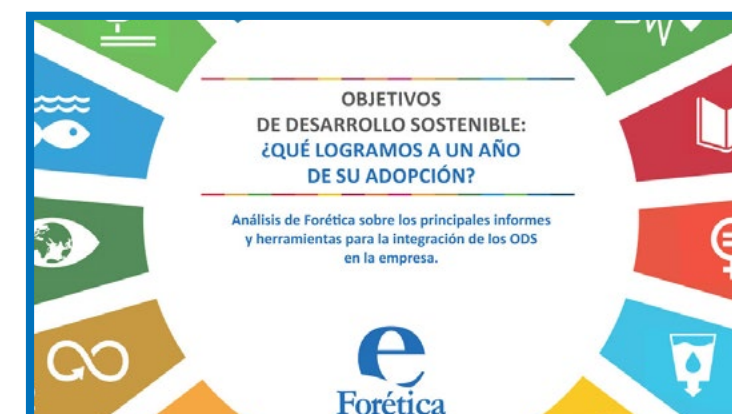 OBJETIVOS
DE DESARROLLO SOSTENIBLE:
¿QUÉ LOGRAMOS A UN AÑO
DE SU ADOPCIÓN?
Análisis de Forética sobre los principales informes
y herramientas para la integración de los ODS
en la empresa.
e
Forética